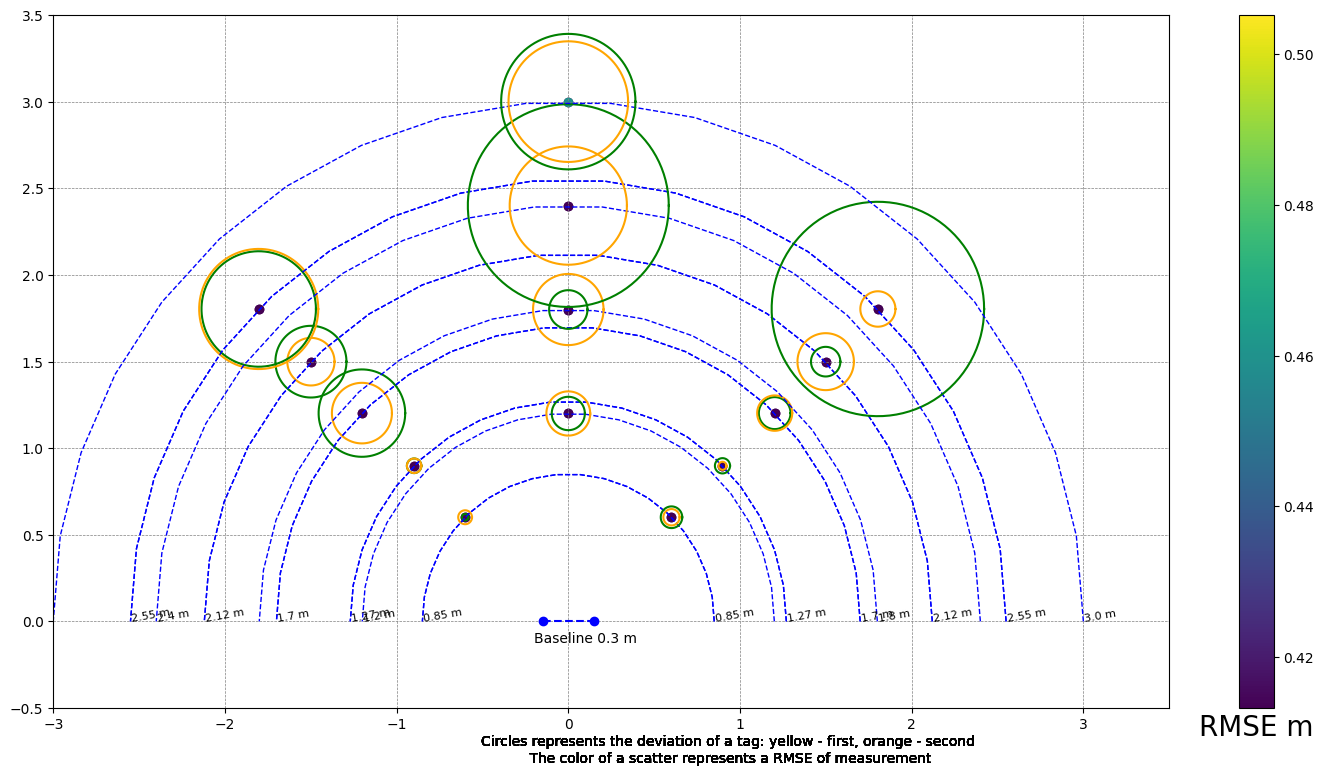 3.5
3.0
2.5
2.0
1.5
1.0
0.5
0.0
−0.5
−3
−2
−1
0
1
2
3
2.55 m
2.4 m
2.12 m
1.7 m
1.2 m
0.85 m
0.85 m
1.27 m
1.7 m
1.8 m
2.12 m
2.55 m
3.0 m
Baseline 0.3 m
0.50
0.48
0.46
0.44
0.42
RMSE m
Circles represents the deviation of a tag: yellow - first, orange - second
The color of a scatter represents a RMSE of measurement